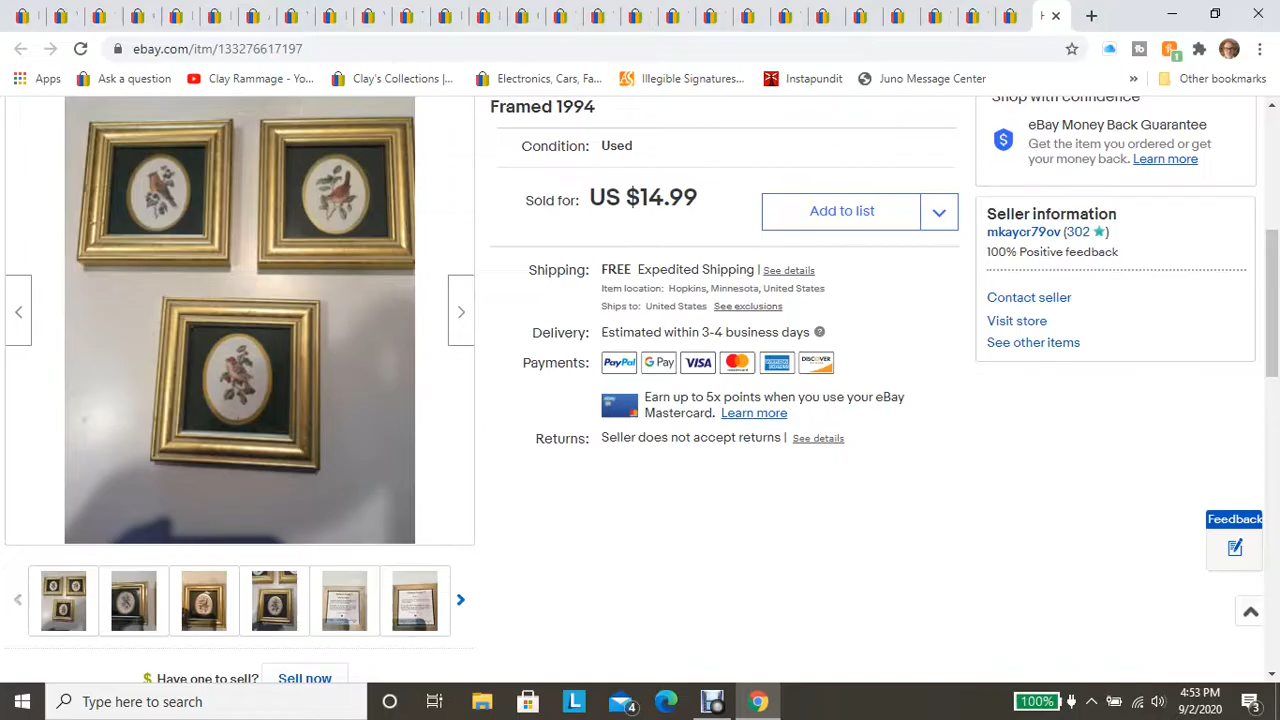 ebay.com/itm/133276617197
Apps
Ask a question
Clay Rammage - Yo...
Clay's Collections |...
Electronics, Cars, Fa...
Illegible Signatures...
Instapundit
Juno Message Center
»
Other bookmarks
Framed 1994
Condition: Used
Sold for: US $14.99
Add to list
Shipping: FREE Expedited Shipping | See details
Item location: Hopkins, Minnesota, United States
Ships to: United States See exclusions
Delivery: Estimated within 3-4 business days
Payments: PayPal G Pay VISA MasterCard DISCOVER
Earn up to 5x points when you use your eBay
Mastercard. Learn more
Returns: Seller does not accept returns | See details
Shop with confidence
eBay Money Back Guarantee
Get the item you ordered or get
your money back. Learn more
Seller information
mkaycr79ov (302 )
100% Positive feedback
Contact seller
Visit store
See other items
Feedback
Have one to sell? Sell now
Type here to search
4
100%
4:53 PM
9/2/2020
3